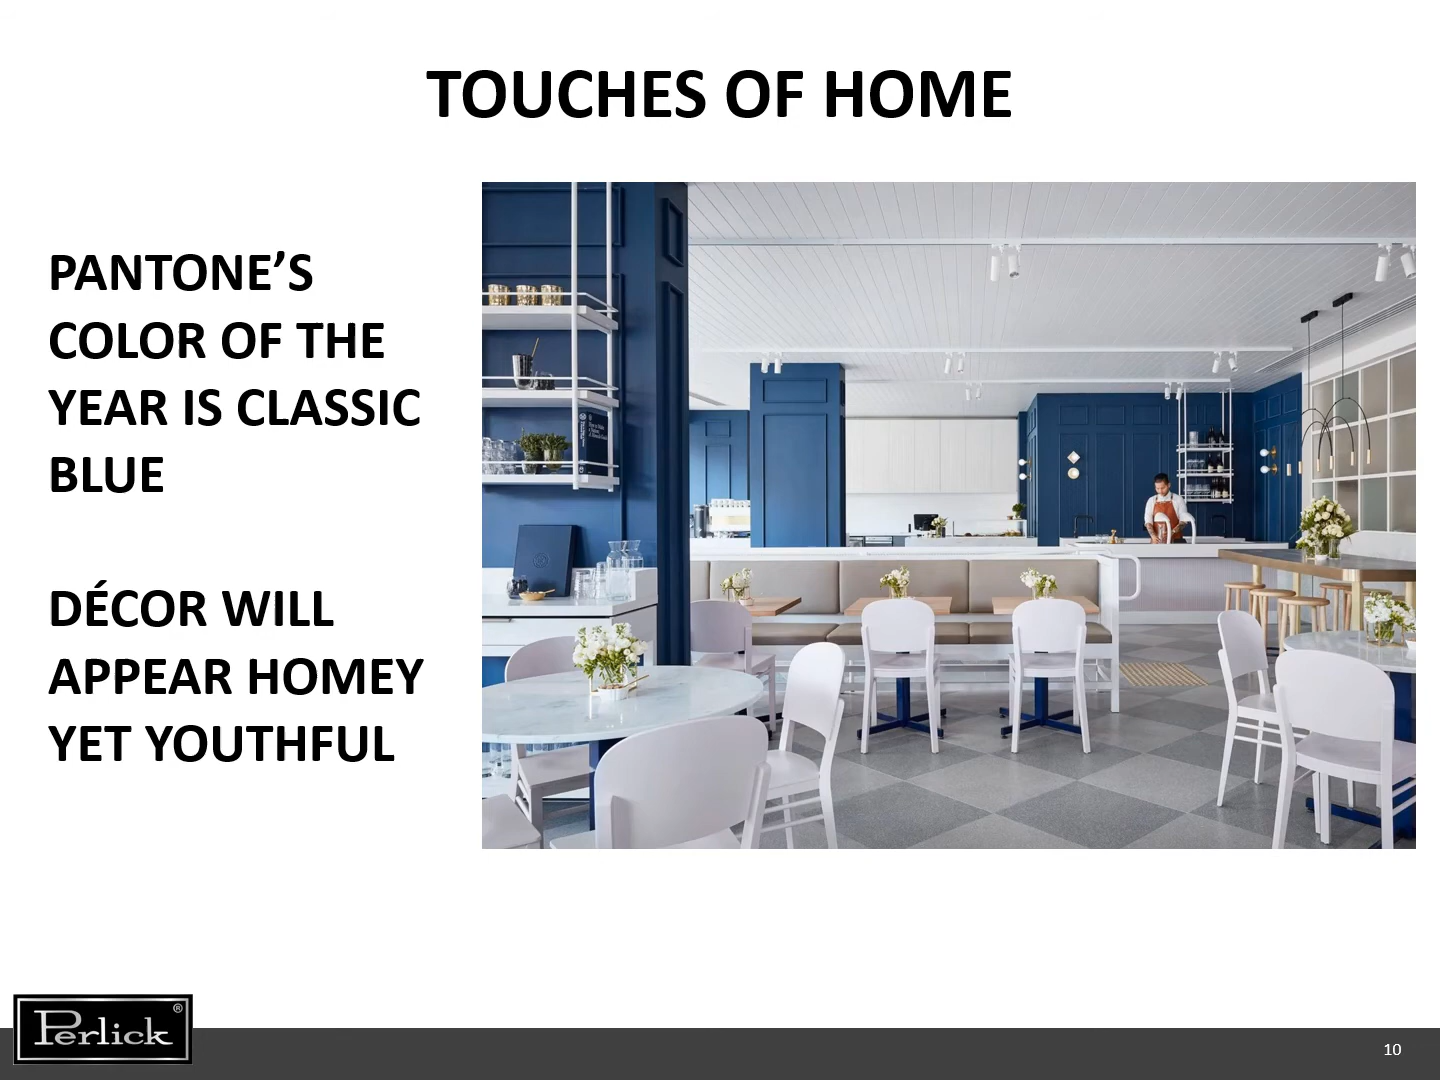 TOUCHES OF HOME
PANTONE’S
COLOR OF THE
YEAR IS CLASSIC
BLUE
DÉCOR WILL
APPEAR HOMEY
YET YOUTHFUL
Perlick®
10